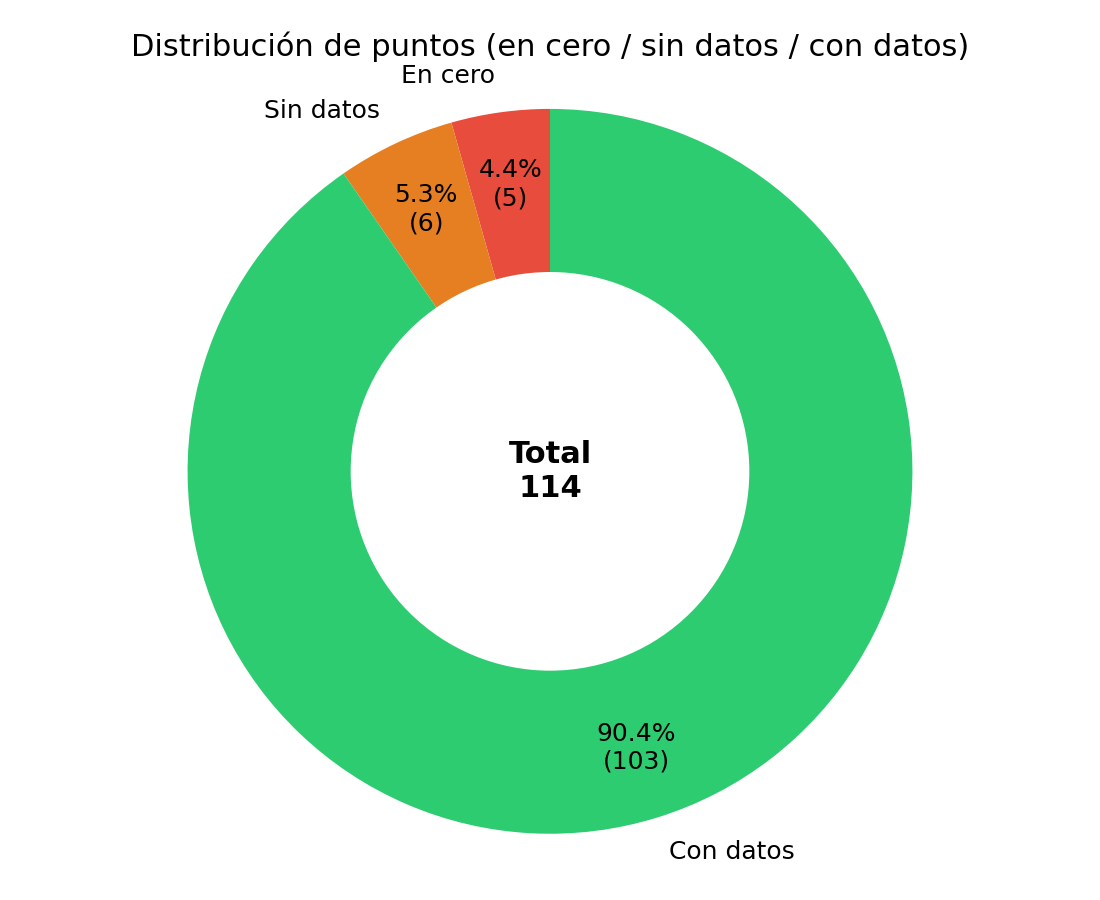 Distribución de puntos (en cero / sin datos / con datos)
En cero
Sin datos
4.4%
(5)
5.3%
(6)
Total
114
90.4%
(103)
Con datos